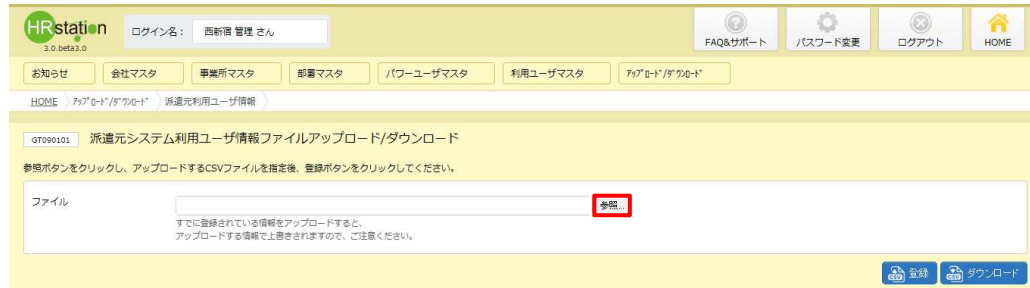 HRstation
3.0.beta3.0
ログイン名： 西新宿 管理 さん
FAQ&サポート パスワード変更 ログアウト HOME
お知らせ 会社マスタ 事業所マスタ 部署マスタ パワーユーザマスタ 利用ユーザマスタ ｱｯﾌﾟﾛｰﾄﾞ/ﾀﾞｳﾝﾛｰﾄﾞ
HOME ｱｯﾌﾟﾛｰﾄﾞ/ﾀﾞｳﾝﾛｰﾄﾞ 派遣元利用ユーザ情報
GT090101 派遣元システム利用ユーザ情報ファイルアップロード/ダウンロード
参照ボタンをクリックし、アップロードするCSVファイルを指定後、登録ボタンをクリックしてください。
ファイル 参照...
すでに登録されている情報をアップロードすると、
アップロードする情報で上書きされますので、ご注意ください。
CSV 登録 CSV ダウンロード